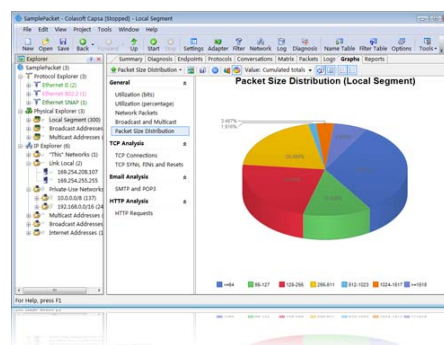 SamplePacket - Colasoft Capsa [Stopped] - Local Segment
File Edit View Project Tools Window Help
New Open Save Back Forward Up Start Stop Settings Adapter Filter Network Log Diagnosis Name Table Filter Table Options Tools
Explorer
SamplePacket (3)
Protocol Explorer (3)
Ethernet II (2)
Ethernet 802.2 (1)
Ethernet SNAP (1)
Physical Explorer (3)
Local Segment (300)
Broadcast Addresses
Multicast Addresses (
IP Explorer (6)
"This" Networks (1)
Link Local (2)
169.254.208.107
169.254.255.255
Private-Use Networks
10.0.0.0/8 (137)
192.168.0.0/16 (24
Multicast Addresses (
Broadcast Addresses
Internet Addresses (1
Summary Diagnosis Endpoints Protocols Conversations Matrix Packets Logs Graphs Reports
Packet Size Distribution Value: Cumulated totals
General
Utilization (bits)
Utilization (percentage)
Network Packets
Broadcast and Multicast
Packet Size Distribution
TCP Analysis
TCP Connections
TCP SYNs, FINs and Resets
Email Analysis
SMTP and POP3
HTTP Analysis
HTTP Requests
Packet Size Distribution (Local Segment)
<=64 65-127 128-255 256-511 512-1023 1024-1517 >=1518
For Help, press F1